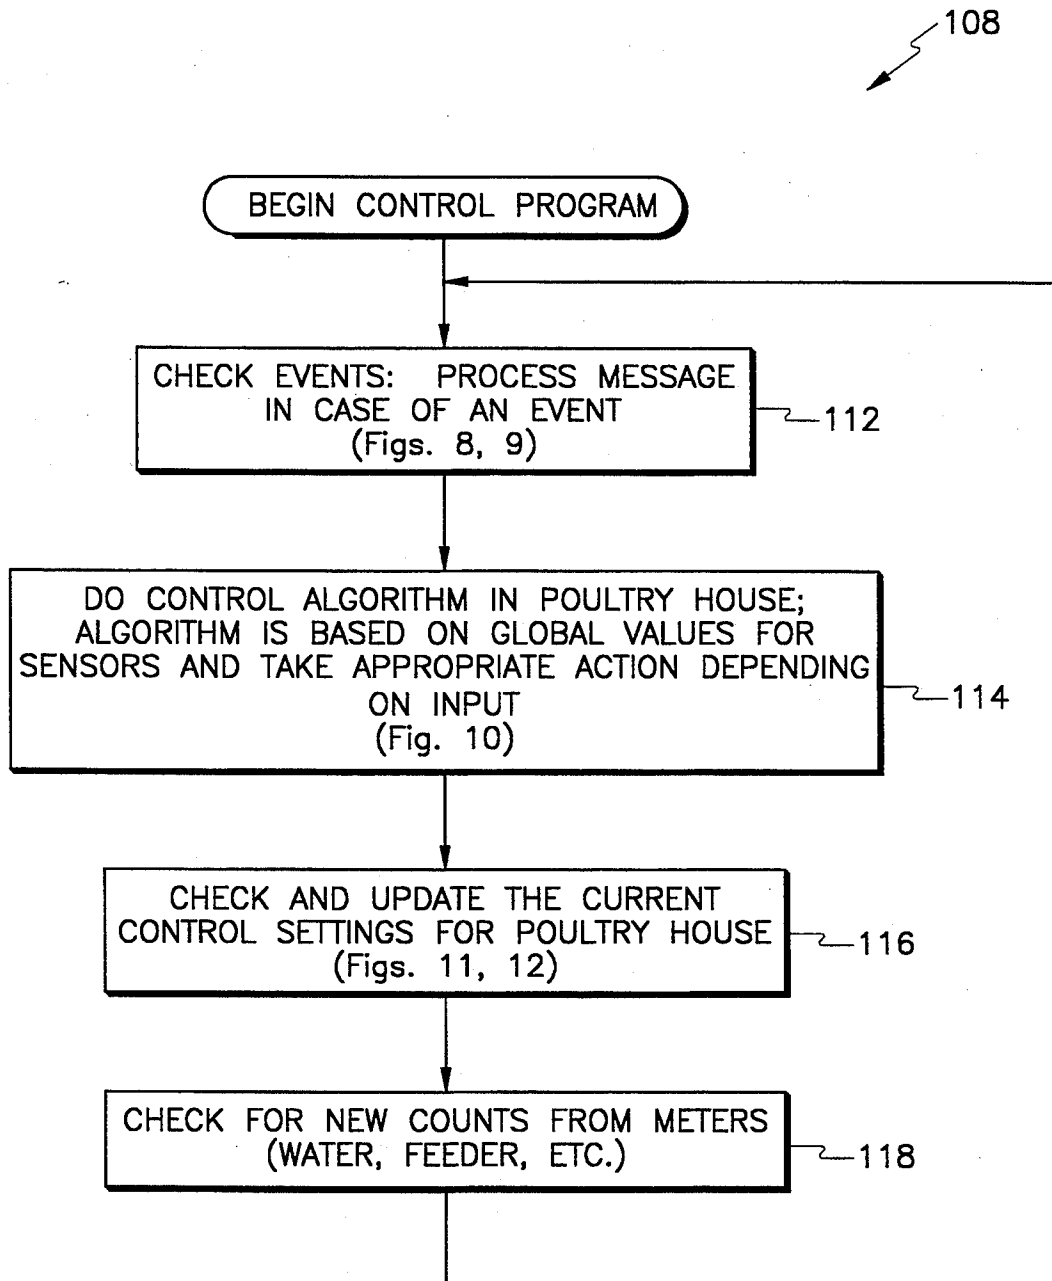 108
BEGIN CONTROL PROGRAM
CHECK EVENTS: PROCESS MESSAGE
IN CASE OF AN EVENT
(Figs. 8, 9)
112
DO CONTROL ALGORITHM IN POULTRY HOUSE;
ALGORITHM IS BASED ON GLOBAL VALUES FOR
SENSORS AND TAKE APPROPRIATE ACTION DEPENDING
ON INPUT
(Fig. 10)
114
CHECK AND UPDATE THE CURRENT
CONTROL SETTINGS FOR POULTRY HOUSE
(Figs. 11, 12)
116
CHECK FOR NEW COUNTS FROM METERS
(WATER, FEEDER, ETC.)
118